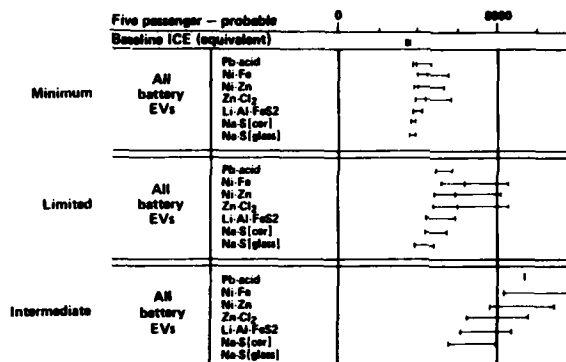 Five passenger – probable 0 5000
Baseline ICE (equivalent)
Minimum
All battery EVs
Pb-acid
Ni-Fe
Ni-Zn
Zn-Cl2
Li-Al-FeS2
Na-S[cer]
Na-S[glass]
Limited
All battery EVs
Pb-acid
Ni-Fe
Ni-Zn
Zn-Cl2
Li-Al-FeS2
Na-S[cer]
Na-S[glass]
Intermediate
All battery EVs
Pb-acid
Ni-Fe
Ni-Zn
Zn-Cl2
Li-Al-FeS2
Na-S[cer]
Na-S[glass]